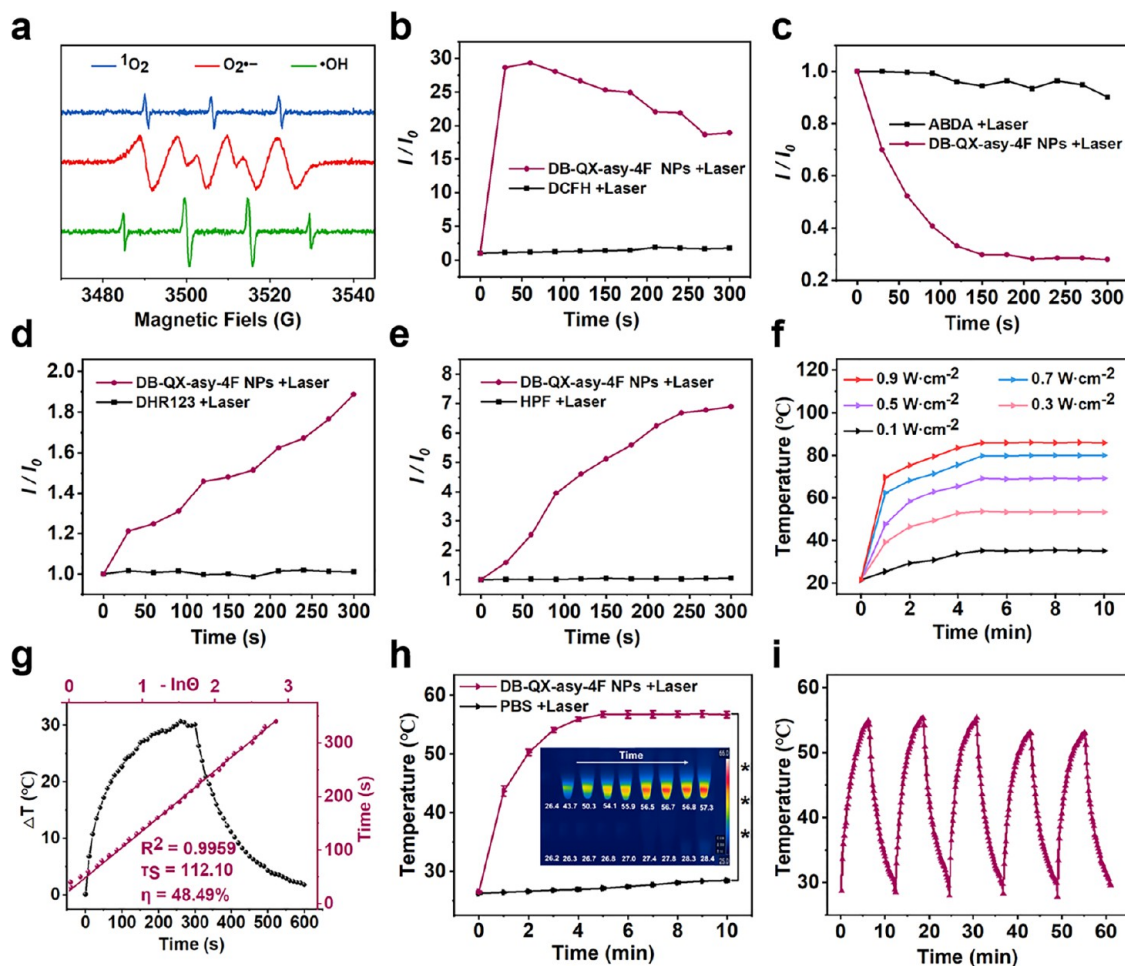 a
¹O₂ O₂•− •OH
3480 3500 3520 3540
Magnetic Fiels (G)
b
I / I₀
30
25
20
15
10
5
0
DB-QX-asy-4F NPs +Laser
DCFH +Laser
0 50 100 150 200 250 300
Time (s)
c
I / I₀
1.0
0.8
0.6
0.4
0.2
ABDA +Laser
DB-QX-asy-4F NPs +Laser
0 50 100 150 200 250 300
Time (s)
d
I / I₀
2.0
1.8
1.6
1.4
1.2
1.0
DB-QX-asy-4F NPs +Laser
DHR123 +Laser
0 50 100 150 200 250 300
Time (s)
e
I / I₀
8
7
6
5
4
3
2
1
DB-QX-asy-4F NPs +Laser
HPF +Laser
0 50 100 150 200 250 300
Time (s)
f
Temperature (℃)
120
100
80
60
40
20
0.9 W·cm⁻² 0.7 W·cm⁻²
0.5 W·cm⁻² 0.3 W·cm⁻²
0.1 W·cm⁻²
0 2 4 6 8 10
Time (min)
g
- lnΘ
0 1 2 3
△T (℃)
40
30
20
10
0
Time (s)
300
200
100
0
R² = 0.9959
τS = 112.10
η = 48.49%
0 100 200 300 400 500 600
Time (s)
h
Temperature (℃)
60
50
40
30
DB-QX-asy-4F NPs +Laser
PBS +Laser
Time
65.0
26.4 43.7 50.3 54.1 55.9 56.5 56.7 56.8 57.3
26.2 26.3 26.7 26.8 27.0 27.4 27.8 28.3 28.4
25.0
*
*
*
0 2 4 6 8 10
Time (min)
i
Temperature (℃)
60
50
40
30
0 10 20 30 40 50 60
Time (min)